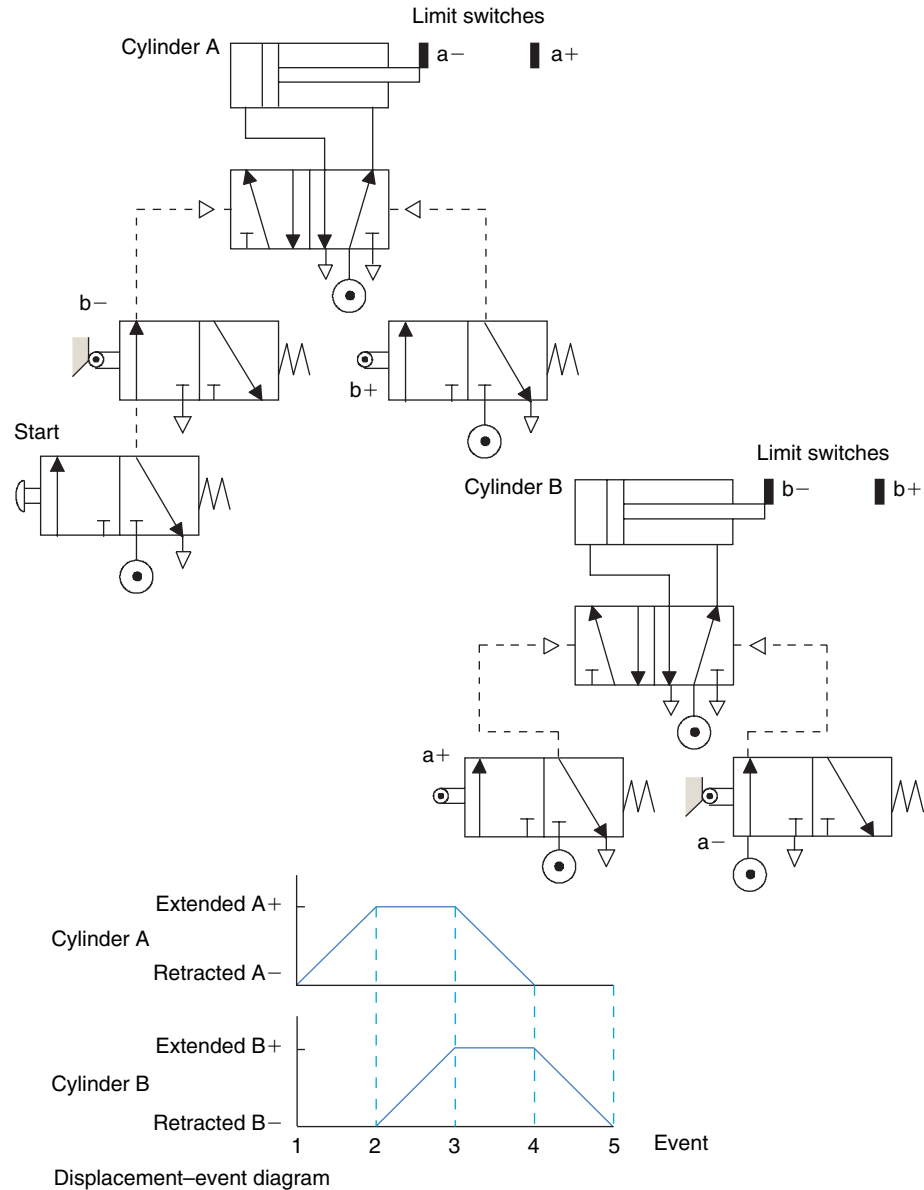 Limit switches
Cylinder A
a− a+
b−
b+
Start
Limit switches
Cylinder B
b− b+
a+
a−
Extended A+
Cylinder A
Retracted A−
Extended B+
Cylinder B
Retracted B−
1 2 3 4 5 Event
Displacement–event diagram